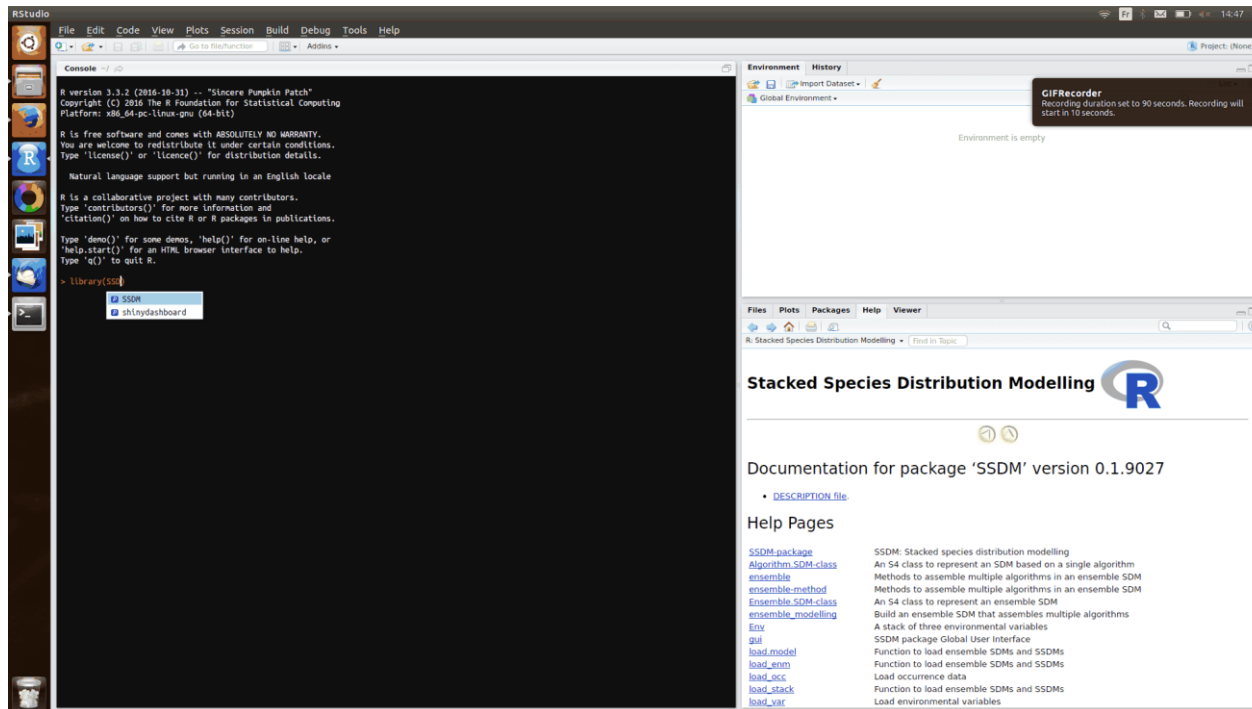 RStudio
Fr
14:47
File Edit Code View Plots Session Build Debug Tools Help
Go to file/function
Addins
Project: (None
Console ~/
R version 3.3.2 (2016-10-31) -- "Sincere Pumpkin Patch"
Copyright (C) 2016 The R Foundation for Statistical Computing
Platform: x86_64-pc-linux-gnu (64-bit)
R is free software and comes with ABSOLUTELY NO WARRANTY.
You are welcome to redistribute it under certain conditions.
Type 'license()' or 'licence()' for distribution details.
Natural language support but running in an English locale
R is a collaborative project with many contributors.
Type 'contributors()' for more information and
'citation()' on how to cite R or R packages in publications.
Type 'demo()' for some demos, 'help()' for on-line help, or
'help.start()' for an HTML browser interface to help.
Type 'q()' to quit R.
> library(SSD)
SSDM
shinydashboard
Environment History
Import Dataset
Global Environment
GIFRecorder
Recording duration set to 90 seconds. Recording will
start in 10 seconds.
Environment is empty
Files Plots Packages Help Viewer
R: Stacked Species Distribution Modelling Find in Topic
Stacked Species Distribution Modelling R
Documentation for package ‘SSDM’ version 0.1.9027
• DESCRIPTION file.
Help Pages
SSDM-package SSDM: Stacked species distribution modelling
Algorithm.SDM-class An S4 class to represent an SDM based on a single algorithm
ensemble Methods to assemble multiple algorithms in an ensemble SDM
ensemble-method Methods to assemble multiple algorithms in an ensemble SDM
Ensemble.SDM-class An S4 class to represent an ensemble SDM
ensemble_modelling Build an ensemble SDM that assembles multiple algorithms
Env A stack of three environmental variables
gui SSDM package Global User Interface
load.model Function to load ensemble SDMs and SSDMs
load_enm Function to load ensemble SDMs and SSDMs
load_occ Load occurrence data
load_stack Function to load ensemble SDMs and SSDMs
load_var Load environmental variables